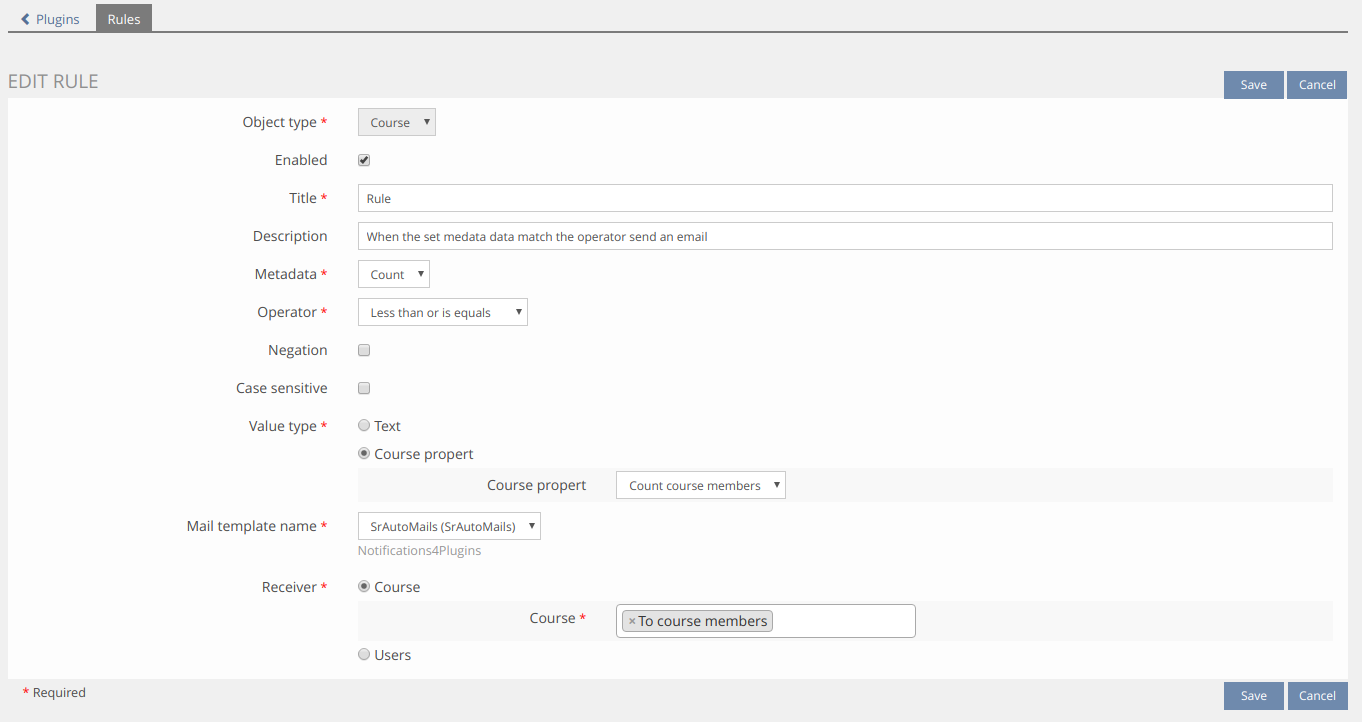 Plugins Rules
EDIT RULE
Save Cancel
Object type * Course
Enabled
Title * Rule
Description When the set medata data match the operator send an email
Metadata * Count
Operator * Less than or is equals
Negation
Case sensitive
Value type * Text
Course propert
Course propert Count course members
Mail template name * SrAutoMails (SrAutoMails)
Notifications4Plugins
Receiver * Course
Course * ×To course members
Users
* Required
Save Cancel